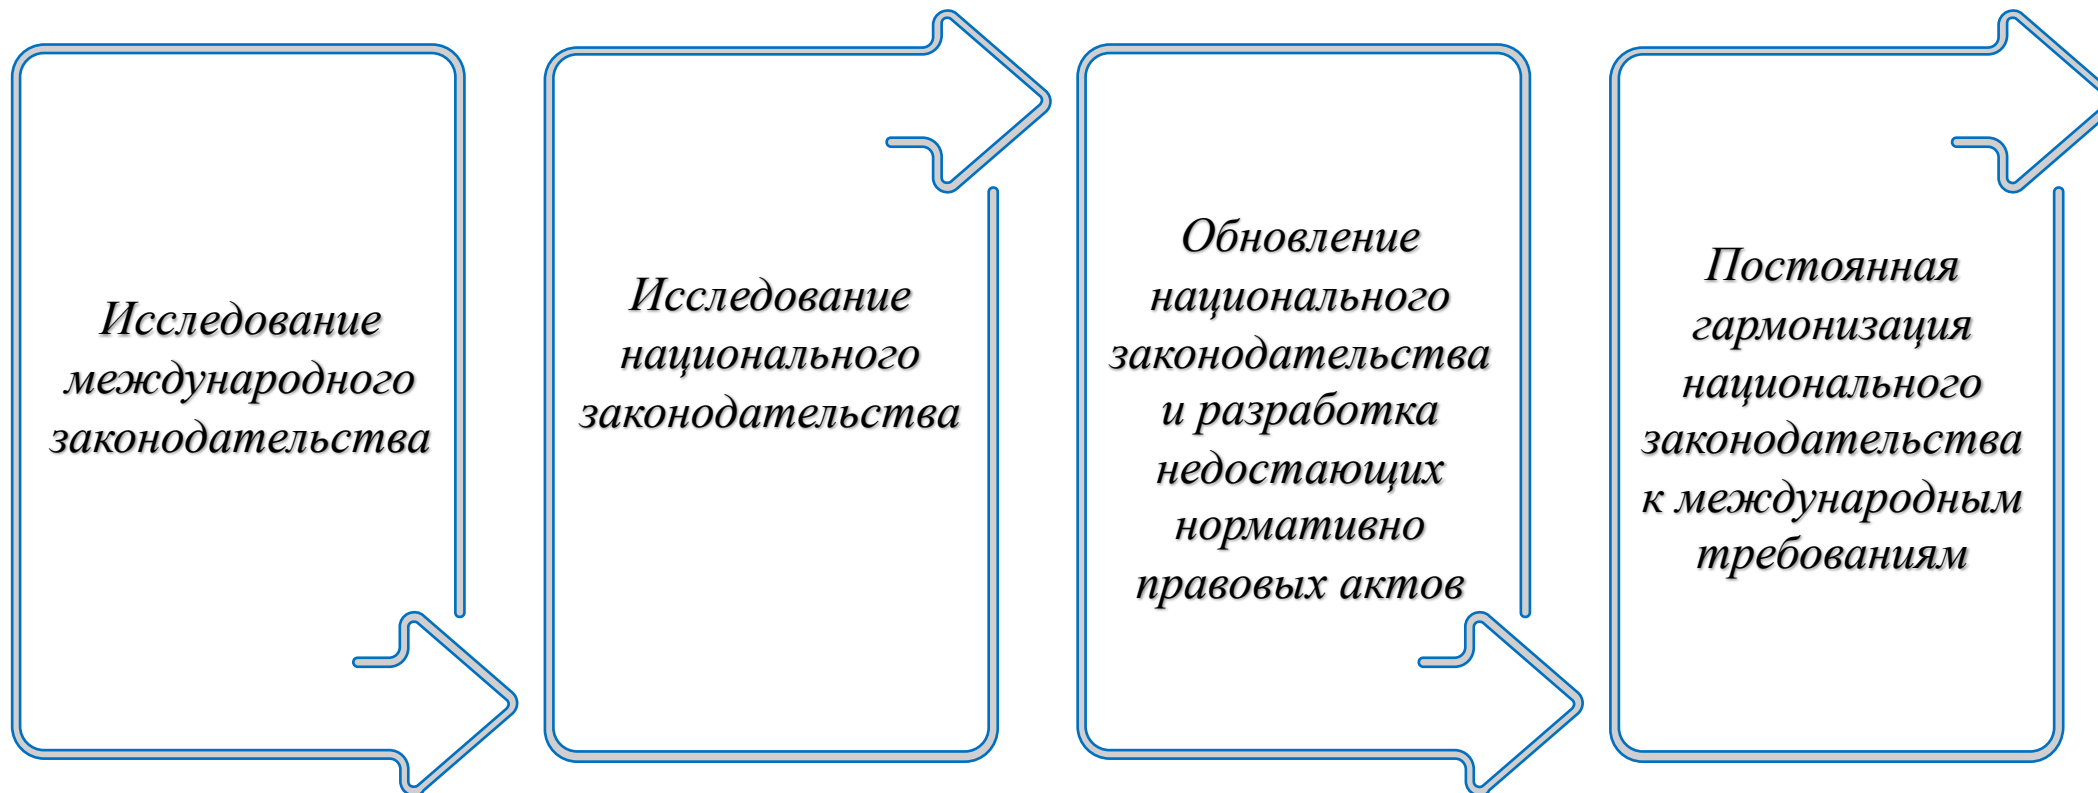 Исследование
международного
законодательства
Исследование
национального
законодательства
Обновление
национального
законодательства
и разработка
недостающих
нормативно
правовых актов
Постоянная
гармонизация
национального
законодательства
к международным
требованиям